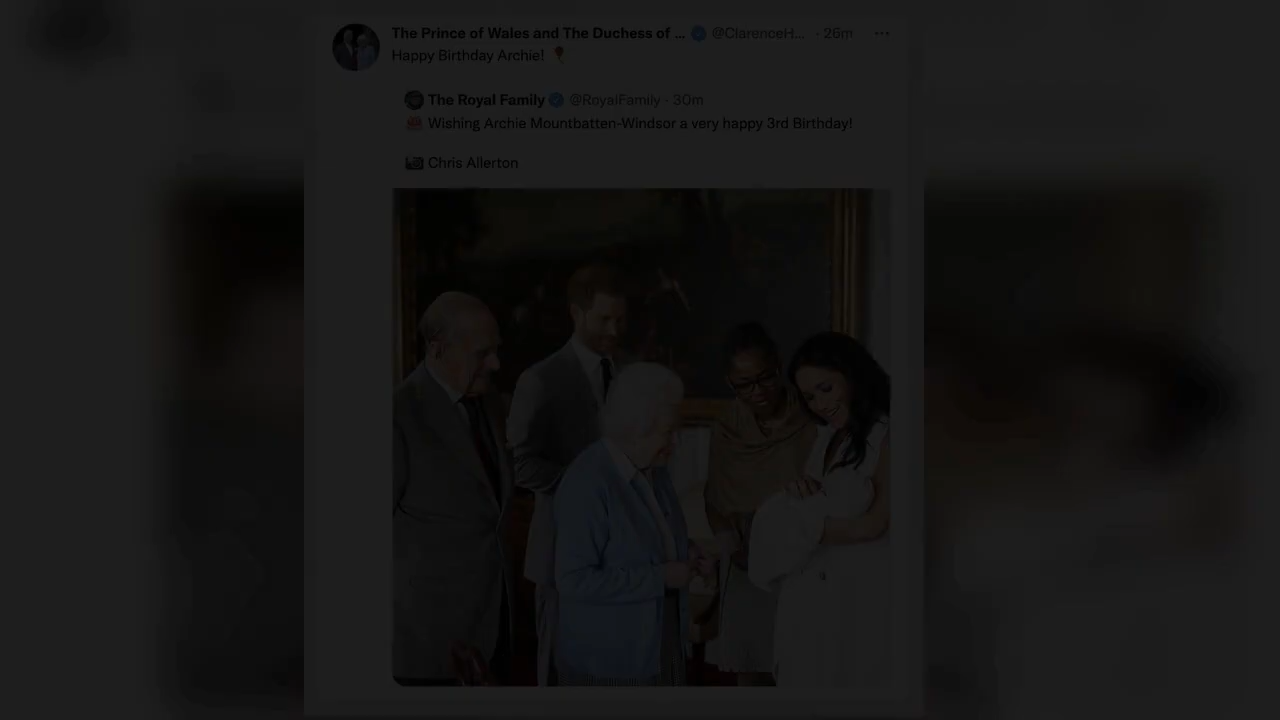 The Prince of Wales and The Duchess of ... @ClarenceH... · 26m ···
Happy Birthday Archie! 🎈
The Royal Family @RoyalFamily · 30m
🎂 Wishing Archie Mountbatten-Windsor a very happy 3rd Birthday!
📷 Chris Allerton